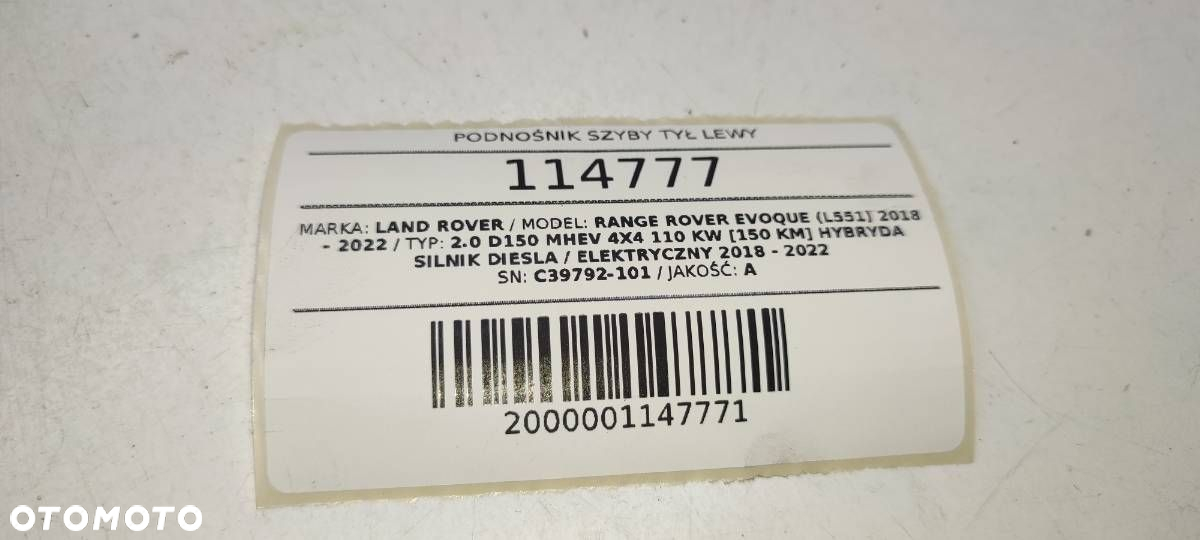 PODNOŚNIK SZYBY TYŁ LEWY
114777
MARKA: LAND ROVER / MODEL: RANGE ROVER EVOQUE (L551) 2018
- 2022 / TYP: 2.0 D150 MHEV 4X4 110 KW [150 KM] HYBRYDA
SILNIK DIESLA / ELEKTRYCZNY 2018 - 2022
SN: C39792-101 / JAKOŚĆ: A
2000001147771
OTOMOTO